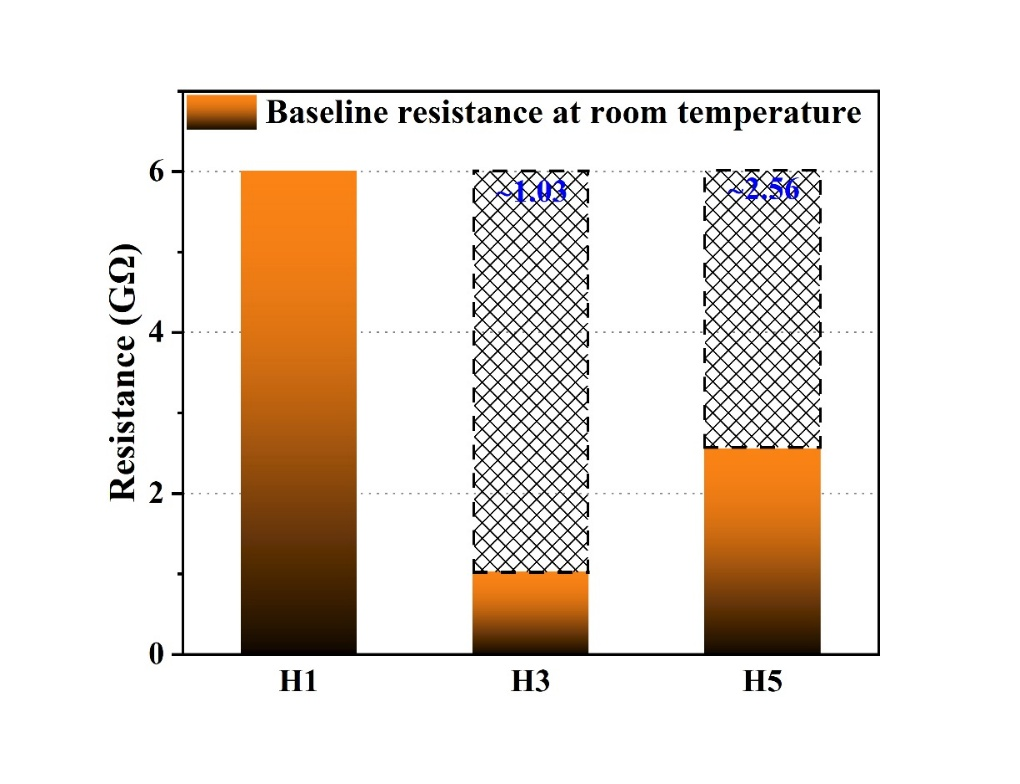 Baseline resistance at room temperature
6
~1.03
~2.56
4
2
0
Resistance (GΩ)
H1
H3
H5